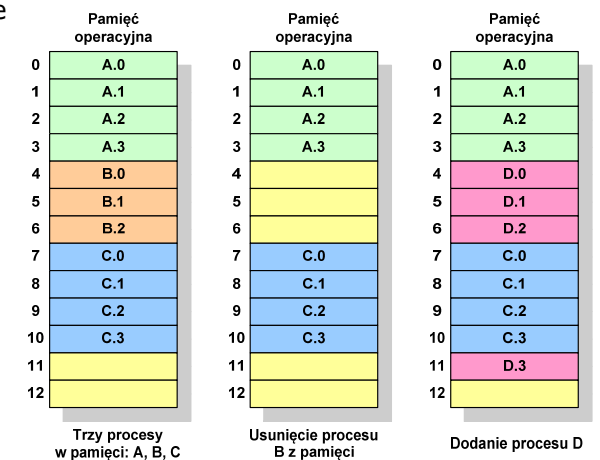 e
Pamięć
operacyjna
0 A.0
1 A.1
2 A.2
3 A.3
4 B.0
5 B.1
6 B.2
7 C.0
8 C.1
9 C.2
10 C.3
11
12
Trzy procesy
w pamięci: A, B, C
Pamięć
operacyjna
0 A.0
1 A.1
2 A.2
3 A.3
4
5
6
7 C.0
8 C.1
9 C.2
10 C.3
11
12
Usunięcie procesu
B z pamięci
Pamięć
operacyjna
0 A.0
1 A.1
2 A.2
3 A.3
4 D.0
5 D.1
6 D.2
7 C.0
8 C.1
9 C.2
10 C.3
11 D.3
12
Dodanie procesu D